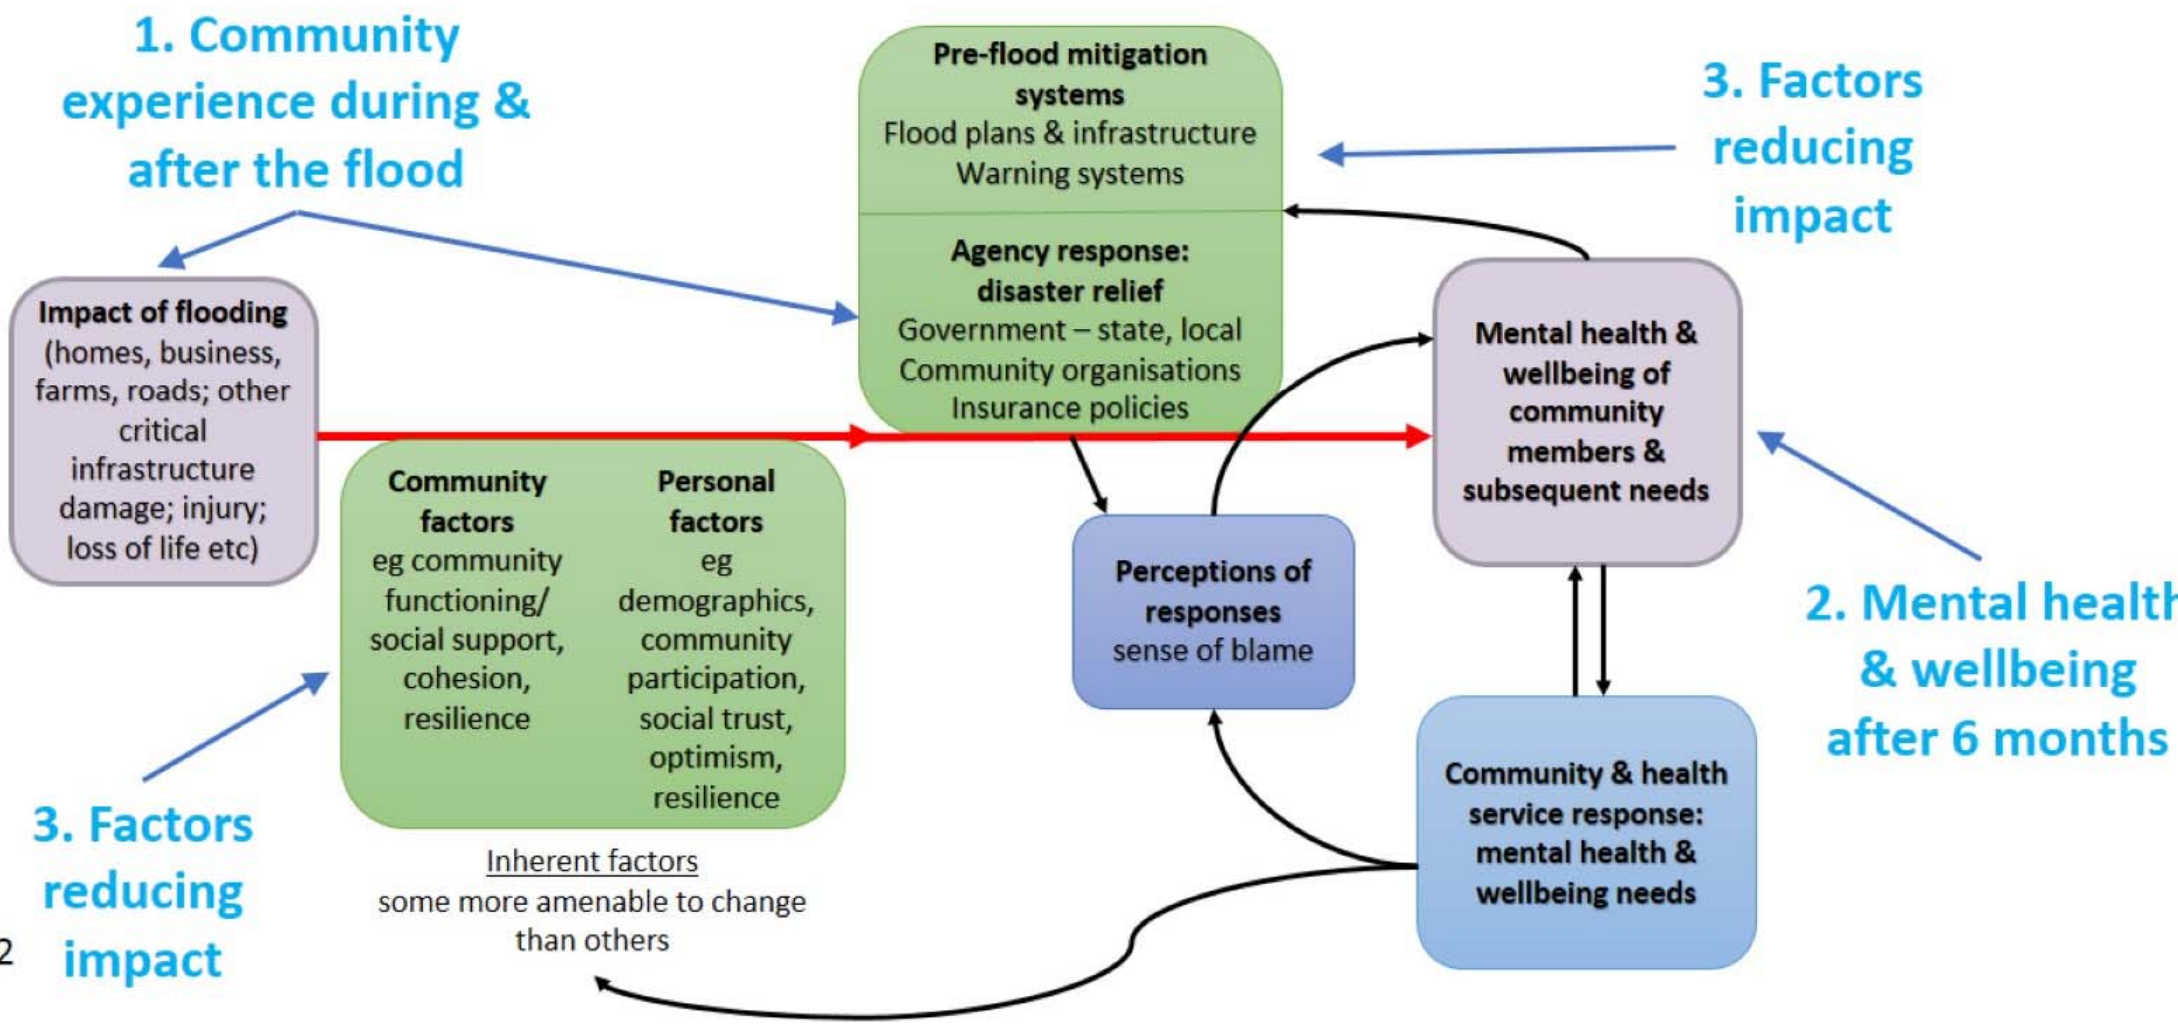 1. Community
experience during &
after the flood
Pre-flood mitigation
systems
Flood plans & infrastructure
Warning systems
3. Factors
reducing
impact
Agency response:
disaster relief
Government – state, local
Community organisations
Insurance policies
Impact of flooding
(homes, business,
farms, roads; other
critical
infrastructure
damage; injury;
loss of life etc)
Mental health &
wellbeing of
community
members &
subsequent needs
Community
factors
eg community
functioning/
social support,
cohesion,
resilience
Personal
factors
eg
demographics,
community
participation,
social trust,
optimism,
resilience
Perceptions of
responses
sense of blame
2. Mental health
& wellbeing
after 6 months
Community & health
service response:
mental health &
wellbeing needs
3. Factors
reducing
impact
Inherent factors
some more amenable to change
than others
2